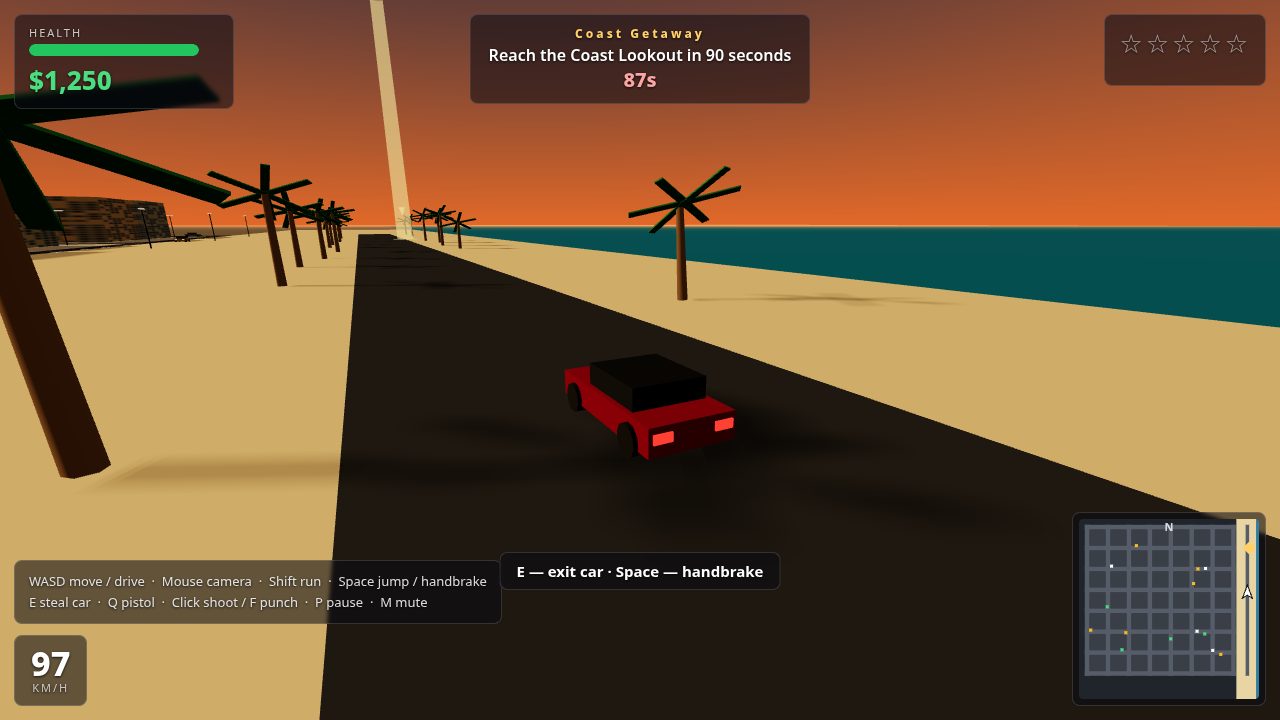 HEALTH
$1,250
Coast Getaway
Reach the Coast Lookout in 90 seconds
87s
☆☆☆☆☆
E — exit car · Space — handbrake
WASD move / drive · Mouse camera · Shift run · Space jump / handbrake
E steal car · Q pistol · Click shoot / F punch · P pause · M mute
97
KM/H
N